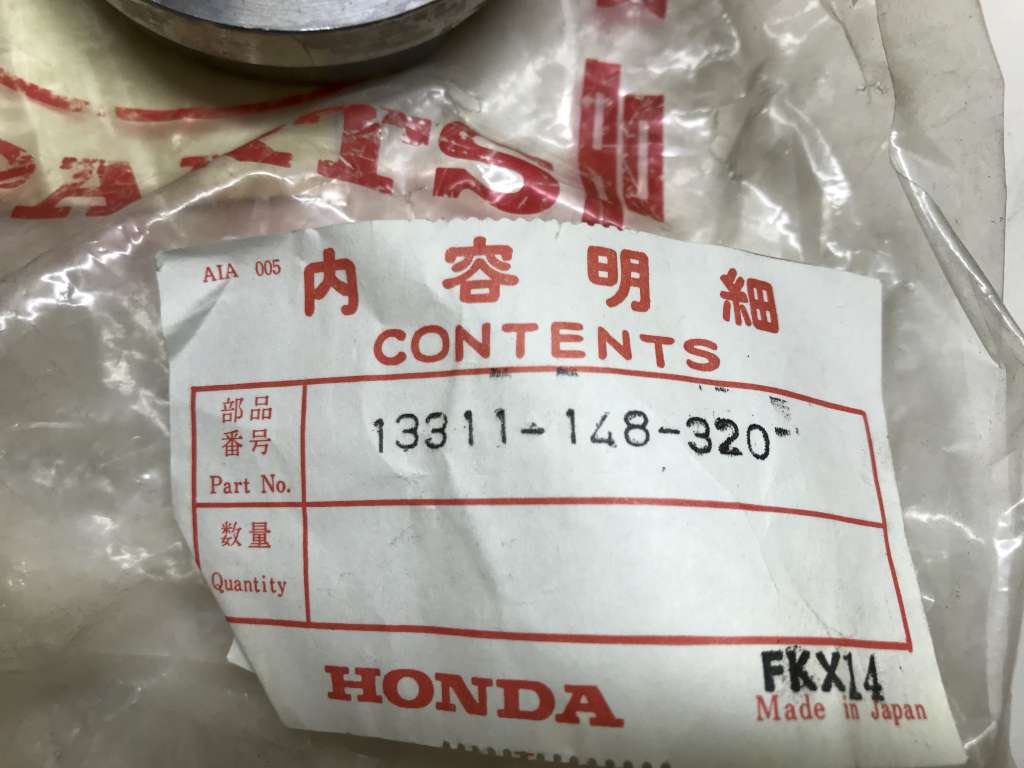 PARTS
AIA 005
内容明細
CONTENTS
部品
番号
Part No.
13311-148-320
数量
Quantity
HONDA
FKX14
Made in Japan